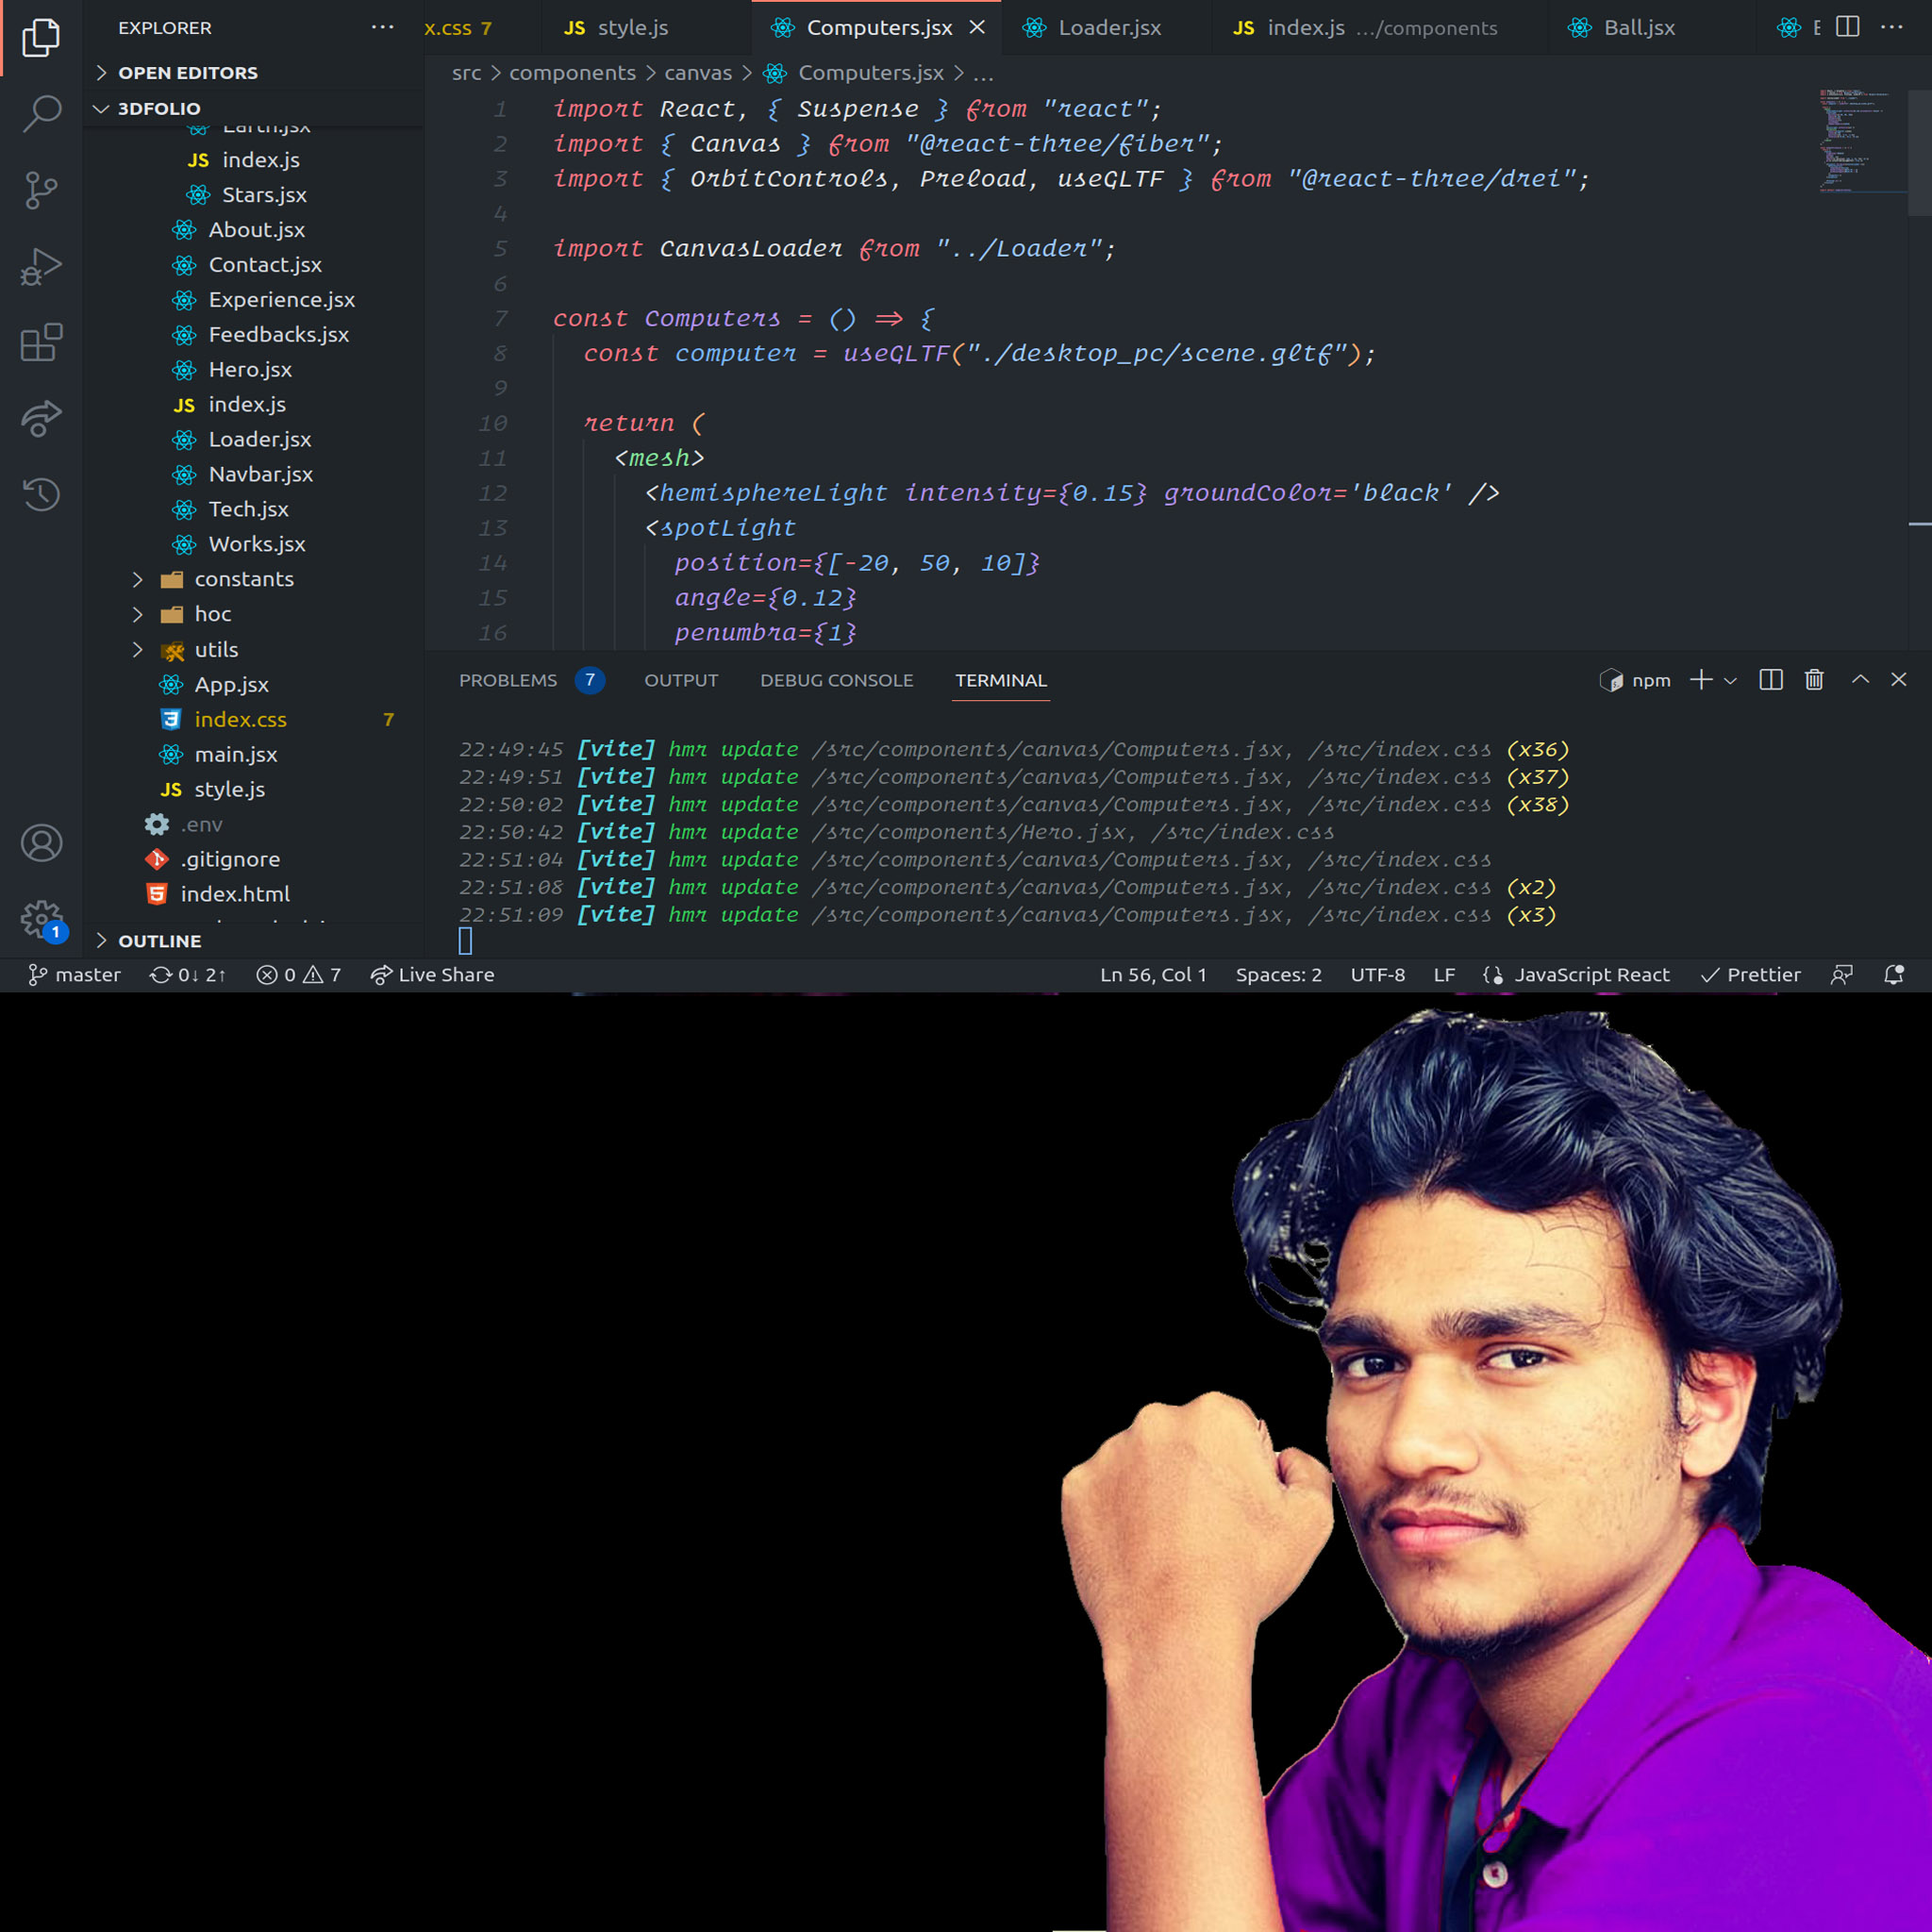 EXPLORER
x.css 7
JS style.js
Computers.jsx
Loader.jsx
JS index.js .../components
Ball.jsx
E
OPEN EDITORS
3DFOLIO
Earth.jsx
JS index.js
Stars.jsx
About.jsx
Contact.jsx
Experience.jsx
Feedbacks.jsx
Hero.jsx
JS index.js
Loader.jsx
Navbar.jsx
Tech.jsx
Works.jsx
constants
hoc
utils
App.jsx
index.css 7
main.jsx
JS style.js
.env
.gitignore
index.html
OUTLINE
src > components > canvas > Computers.jsx > ...
1 import React, { Suspense } from "react";
2 import { Canvas } from "@react-three/fiber";
3 import { OrbitControls, Preload, useGLTF } from "@react-three/drei";
4
5 import CanvasLoader from "../Loader";
6
7 const Computers = () => {
8 const computer = useGLTF("./desktop_pc/scene.gltf");
9
10 return (
11 <mesh>
12 <hemisphereLight intensity={0.15} groundColor='black' />
13 <spotLight
14 position={[-20, 50, 10]}
15 angle={0.12}
16 penumbra={1}
PROBLEMS 7 OUTPUT DEBUG CONSOLE TERMINAL npm
22:49:45 [vite] hmr update /src/components/canvas/Computers.jsx, /src/index.css (x36)
22:49:51 [vite] hmr update /src/components/canvas/Computers.jsx, /src/index.css (x37)
22:50:02 [vite] hmr update /src/components/canvas/Computers.jsx, /src/index.css (x38)
22:50:42 [vite] hmr update /src/components/Hero.jsx, /src/index.css
22:51:04 [vite] hmr update /src/components/canvas/Computers.jsx, /src/index.css
22:51:08 [vite] hmr update /src/components/canvas/Computers.jsx, /src/index.css (x2)
22:51:09 [vite] hmr update /src/components/canvas/Computers.jsx, /src/index.css (x3)
1
master 0↓ 2↑ 0 7 Live Share Ln 56, Col 1 Spaces: 2 UTF-8 LF JavaScript React Prettier